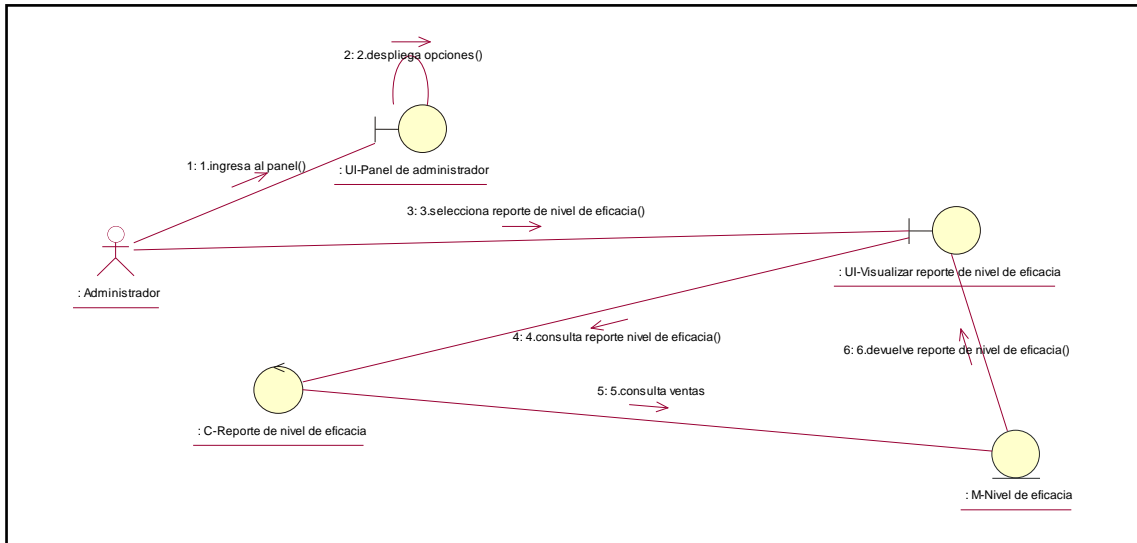 2: 2.despliega opciones()
1: 1.ingresa al panel()
: UI-Panel de administrador
3: 3.selecciona reporte de nivel de eficacia()
: Administrador
: UI-Visualizar reporte de nivel de eficacia
4: 4.consulta reporte nivel de eficacia()
6: 6.devuelve reporte de nivel de eficacia()
5: 5.consulta ventas
: C-Reporte de nivel de eficacia
: M-Nivel de eficacia